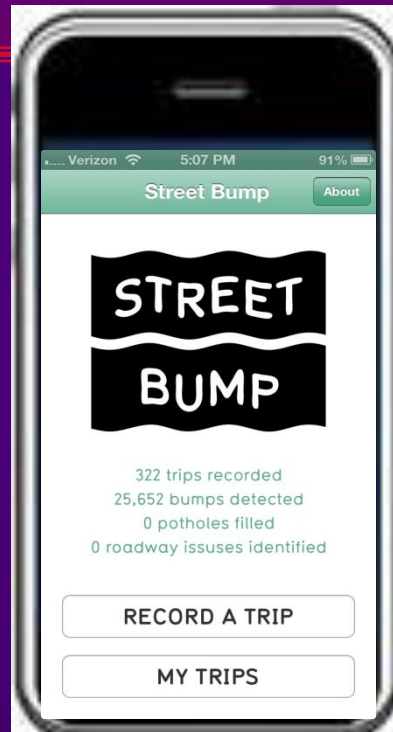 Verizon 5:07 PM 91%
Street Bump About
STREET
BUMP
322 trips recorded
25,652 bumps detected
0 potholes filled
0 roadway issuses identified
RECORD A TRIP
MY TRIPS